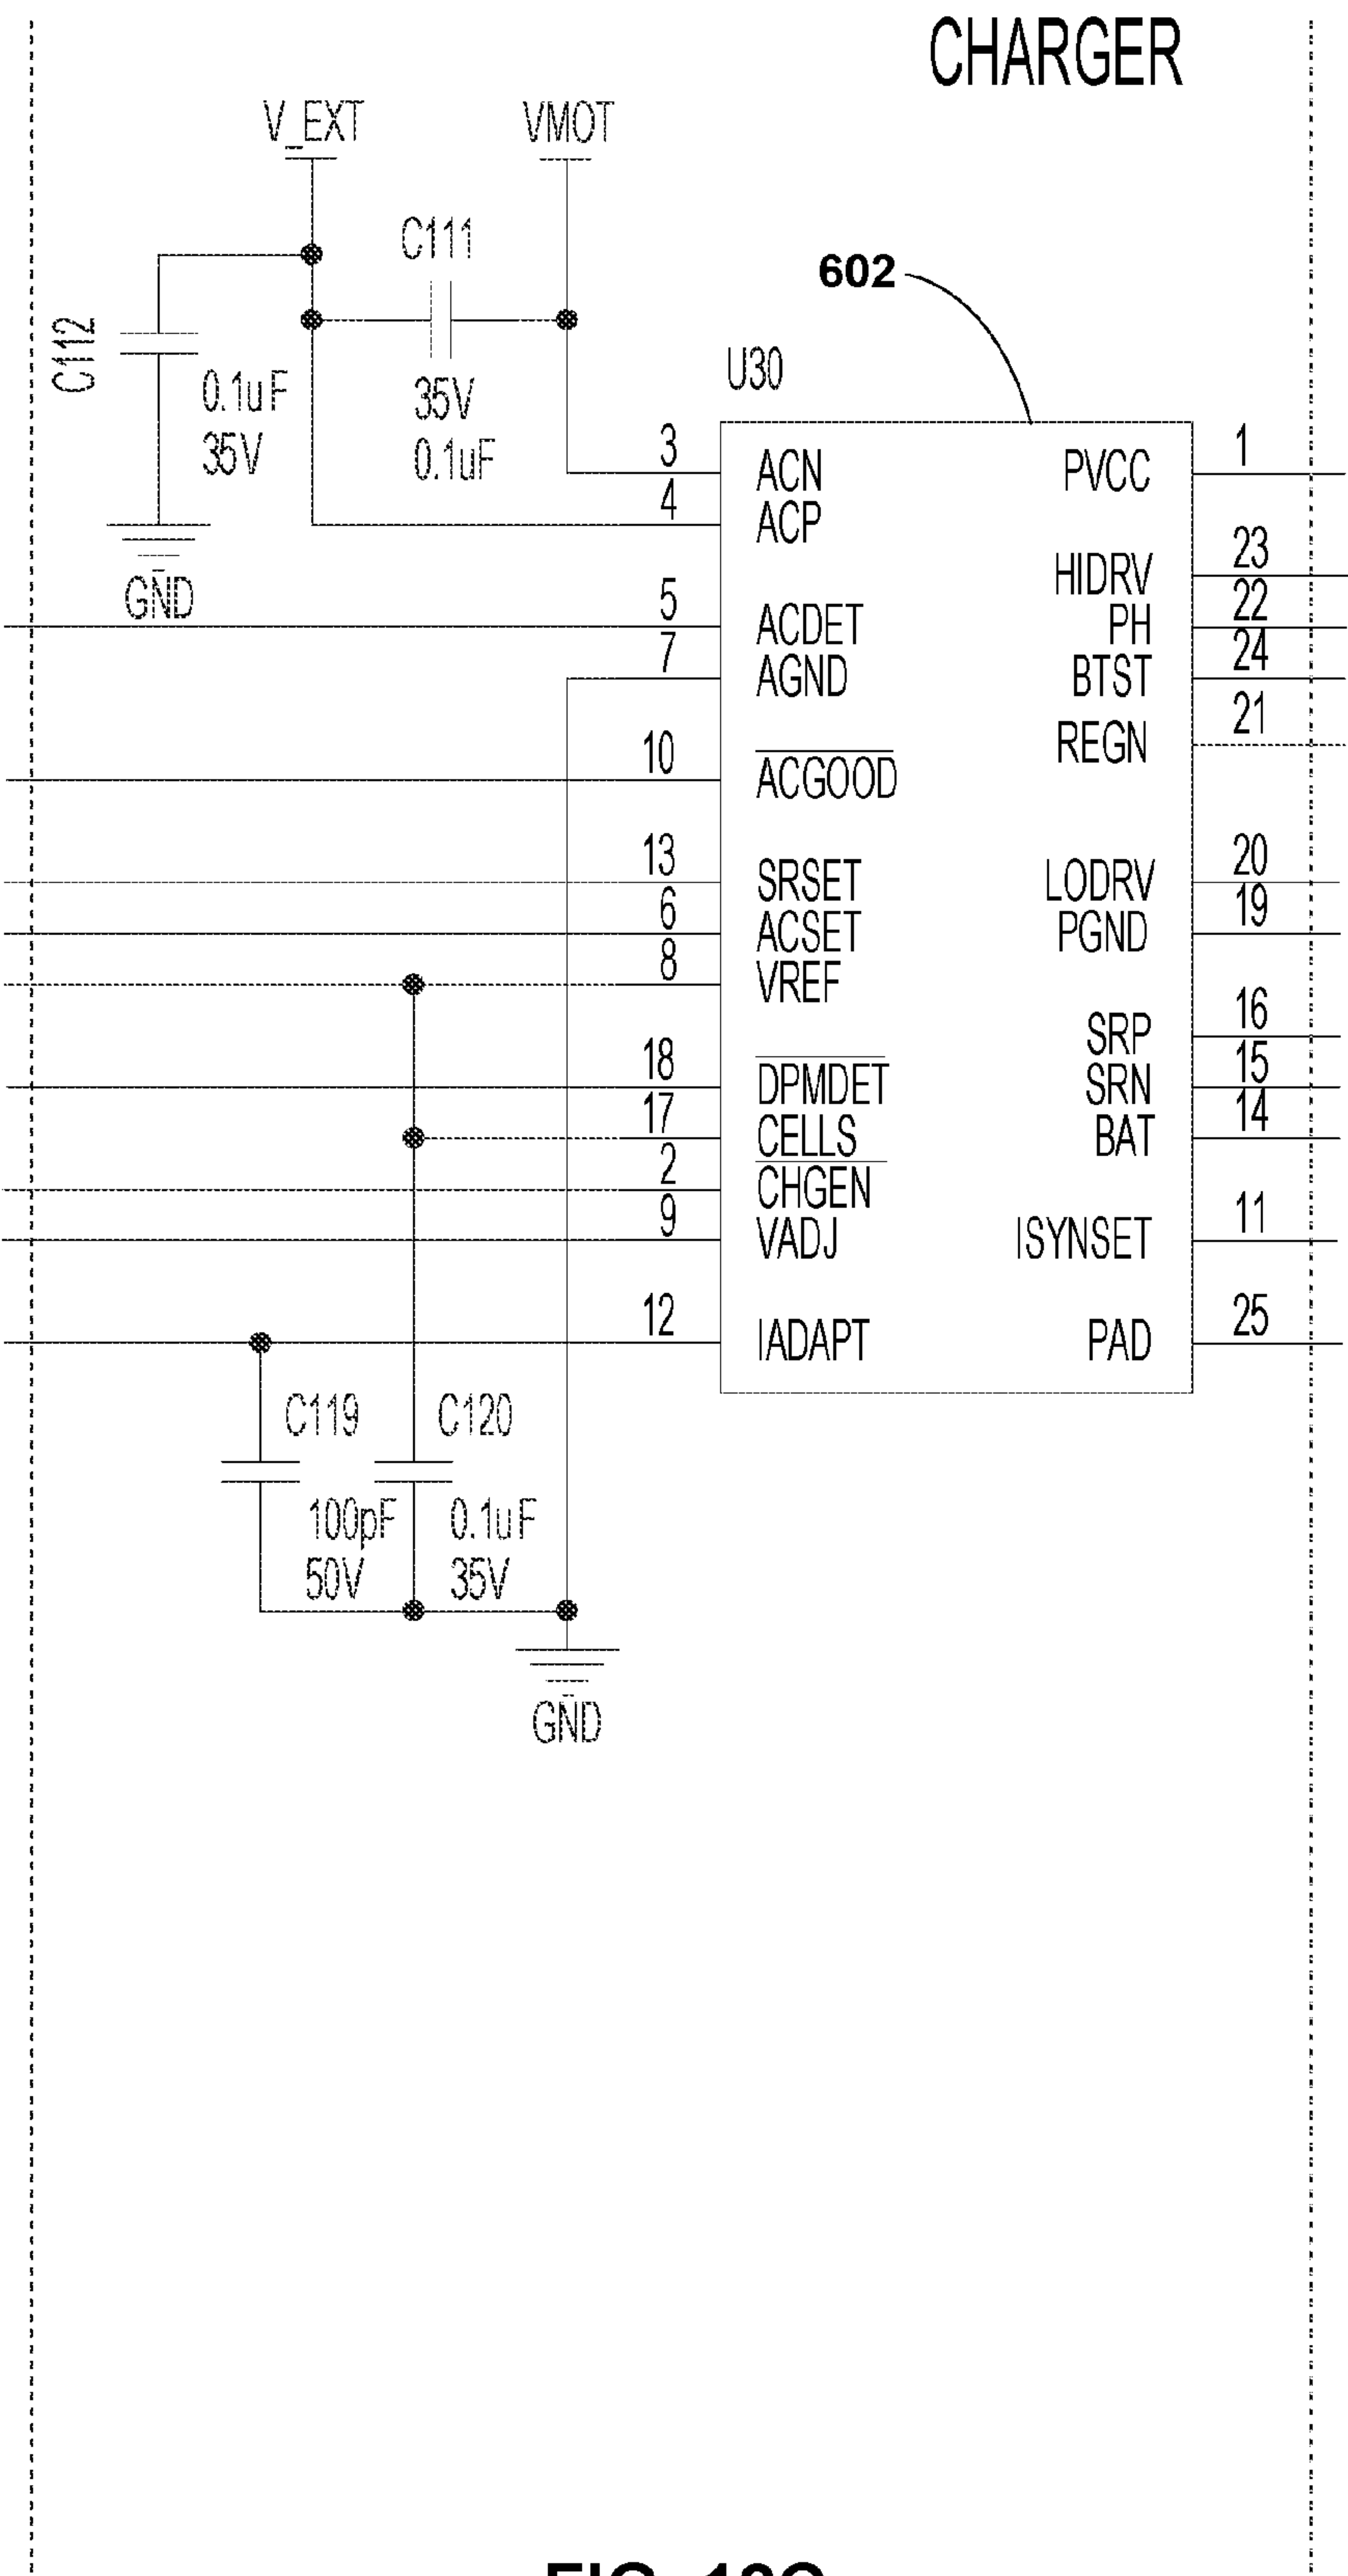 CHARGER
V_EXT
VMOT
C111
35V
0.1uF
C112
0.1uF
35V
GND
602
U30
3
ACN
4
ACP
5
ACDET
7
AGND
10
ACGOOD
13
SRSET
6
ACSET
8
VREF
18
DPMDET
17
CELLS
2
CHGEN
9
VADJ
12
IADAPT
PVCC
1
HIDRV
23
PH
22
BTST
24
REGN
21
LODRV
20
PGND
19
SRP
16
SRN
15
BAT
14
ISYNSET
11
PAD
25
C119
100pF
50V
C120
0.1uF
35V
GND